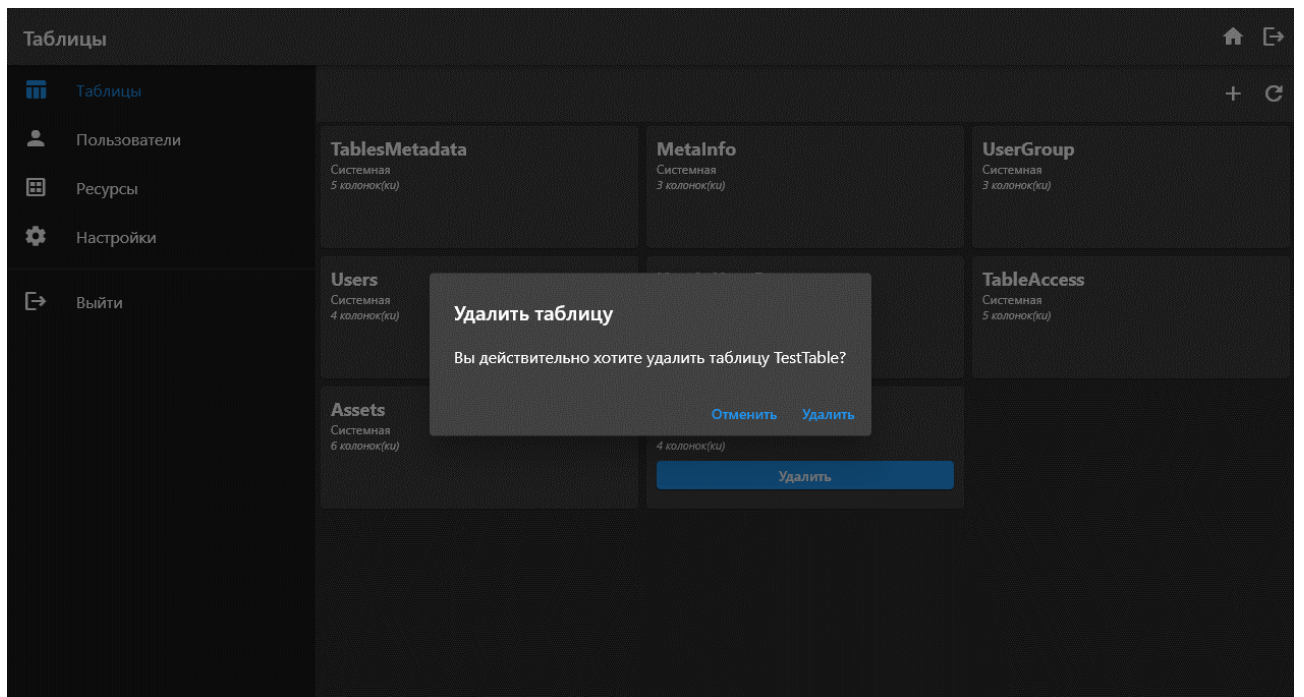 Таблицы
Таблицы
Пользователи
Ресурсы
Настройки
Выйти
TablesMetadata
Системная
5 колонок(ки)
MetaInfo
Системная
3 колонок(ки)
UserGroup
Системная
3 колонок(ки)
Users
Системная
4 колонок(ки)
TableAccess
Системная
5 колонок(ки)
Удалить таблицу
Вы действительно хотите удалить таблицу TestTable?
Отменить Удалить
Assets
Системная
6 колонок(ки)
4 колонок(ки)
Удалить